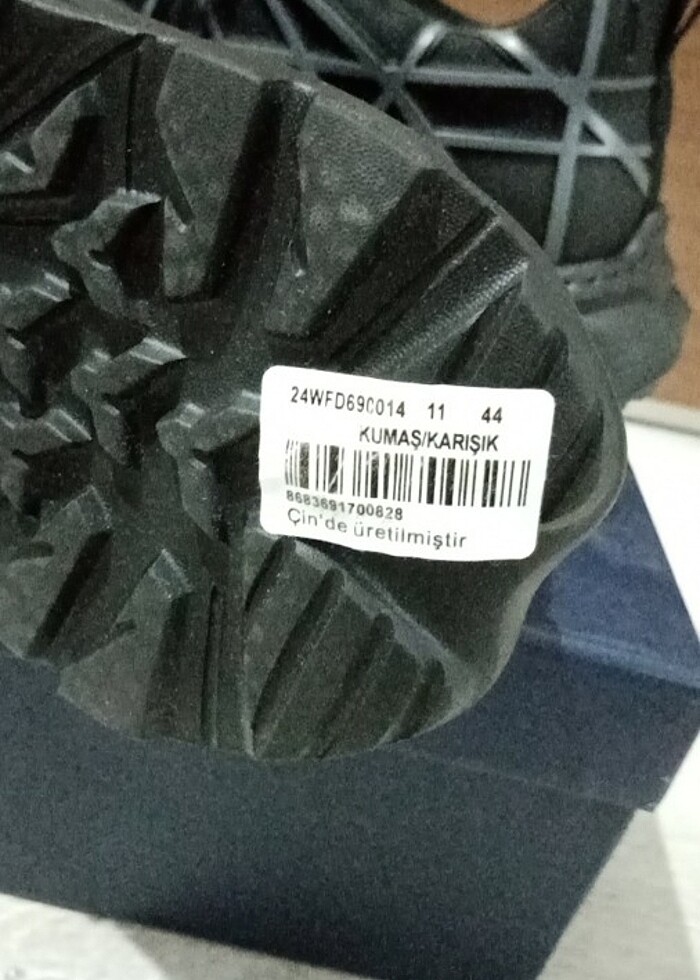 24WFD690014 11 44
KUMAŞ/KARIŞIK
8683691700828
Çin'de üretilmiştir